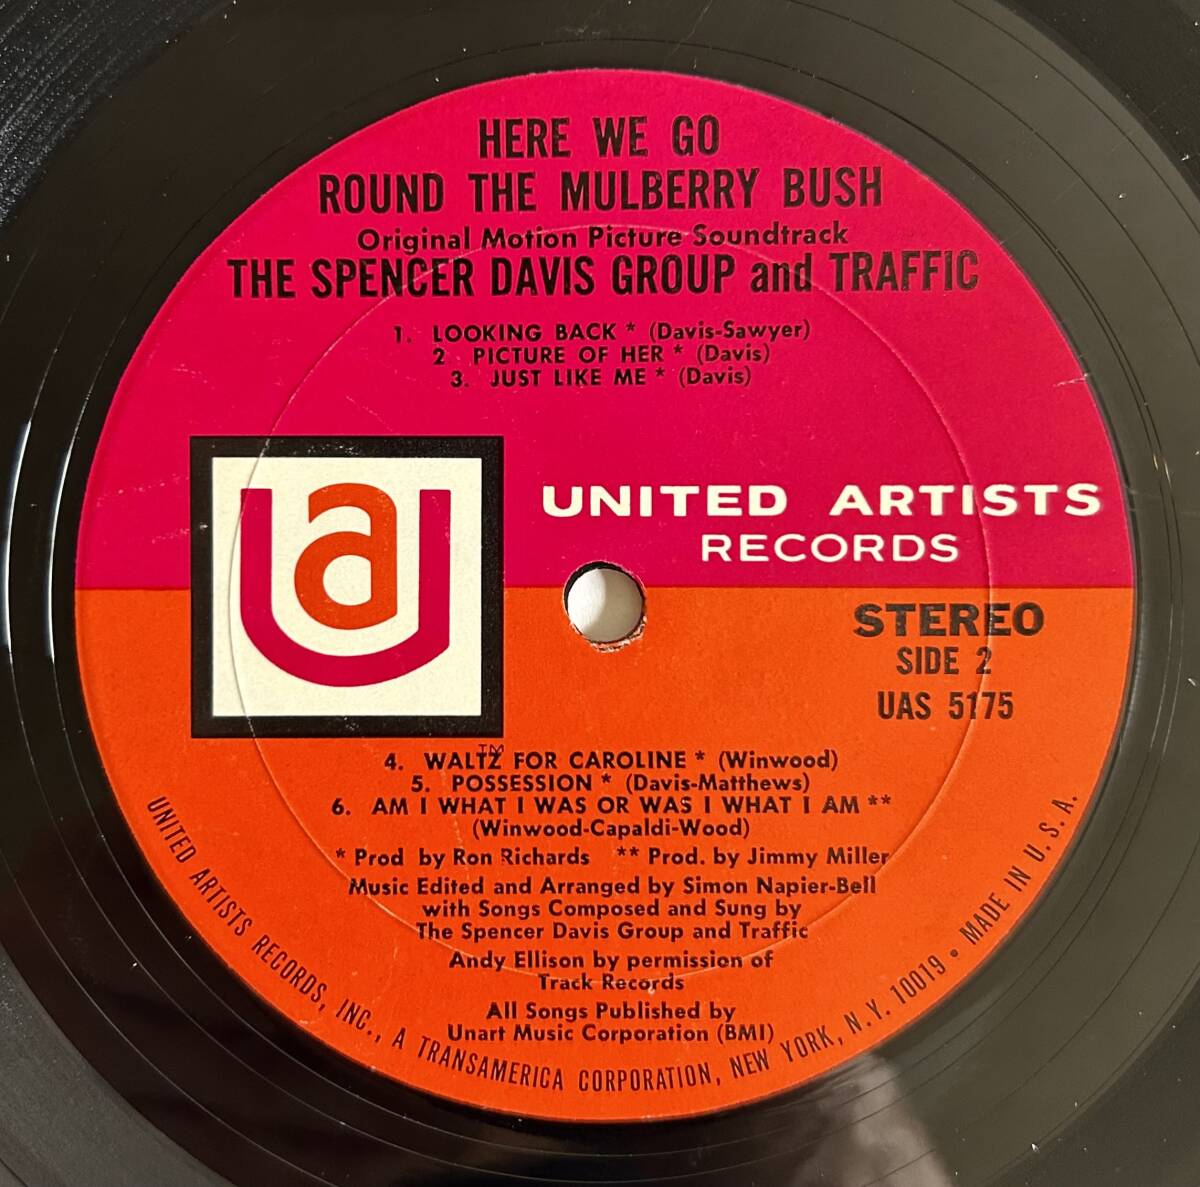 HERE WE GO
ROUND THE MULBERRY BUSH
Original Motion Picture Soundtrack
THE SPENCER DAVIS GROUP and TRAFFIC
1. LOOKING BACK * (Davis-Sawyer)
2 PICTURE OF HER * (Davis)
3. JUST LIKE ME * (Davis)
ua
UNITED ARTISTS
RECORDS
STEREO
SIDE 2
UAS 5175
TM
4. WALTZ FOR CAROLINE * (Winwood)
5. POSSESSION * (Davis-Matthews)
6. AM I WHAT I WAS OR WAS I WHAT I AM **
(Winwood-Capaldi-Wood)
* Prod by Ron Richards ** Prod. by Jimmy Miller
Music Edited and Arranged by Simon Napier-Bell
with Songs Composed and Sung by
The Spencer Davis Group and Traffic
Andy Ellison by permission of
Track Records
All Songs Published by
Unart Music Corporation (BMI)
UNITED ARTISTS RECORDS, INC., A TRANSAMERICA CORPORATION, NEW YORK, N.Y. 10019 • MADE IN U.S.A.